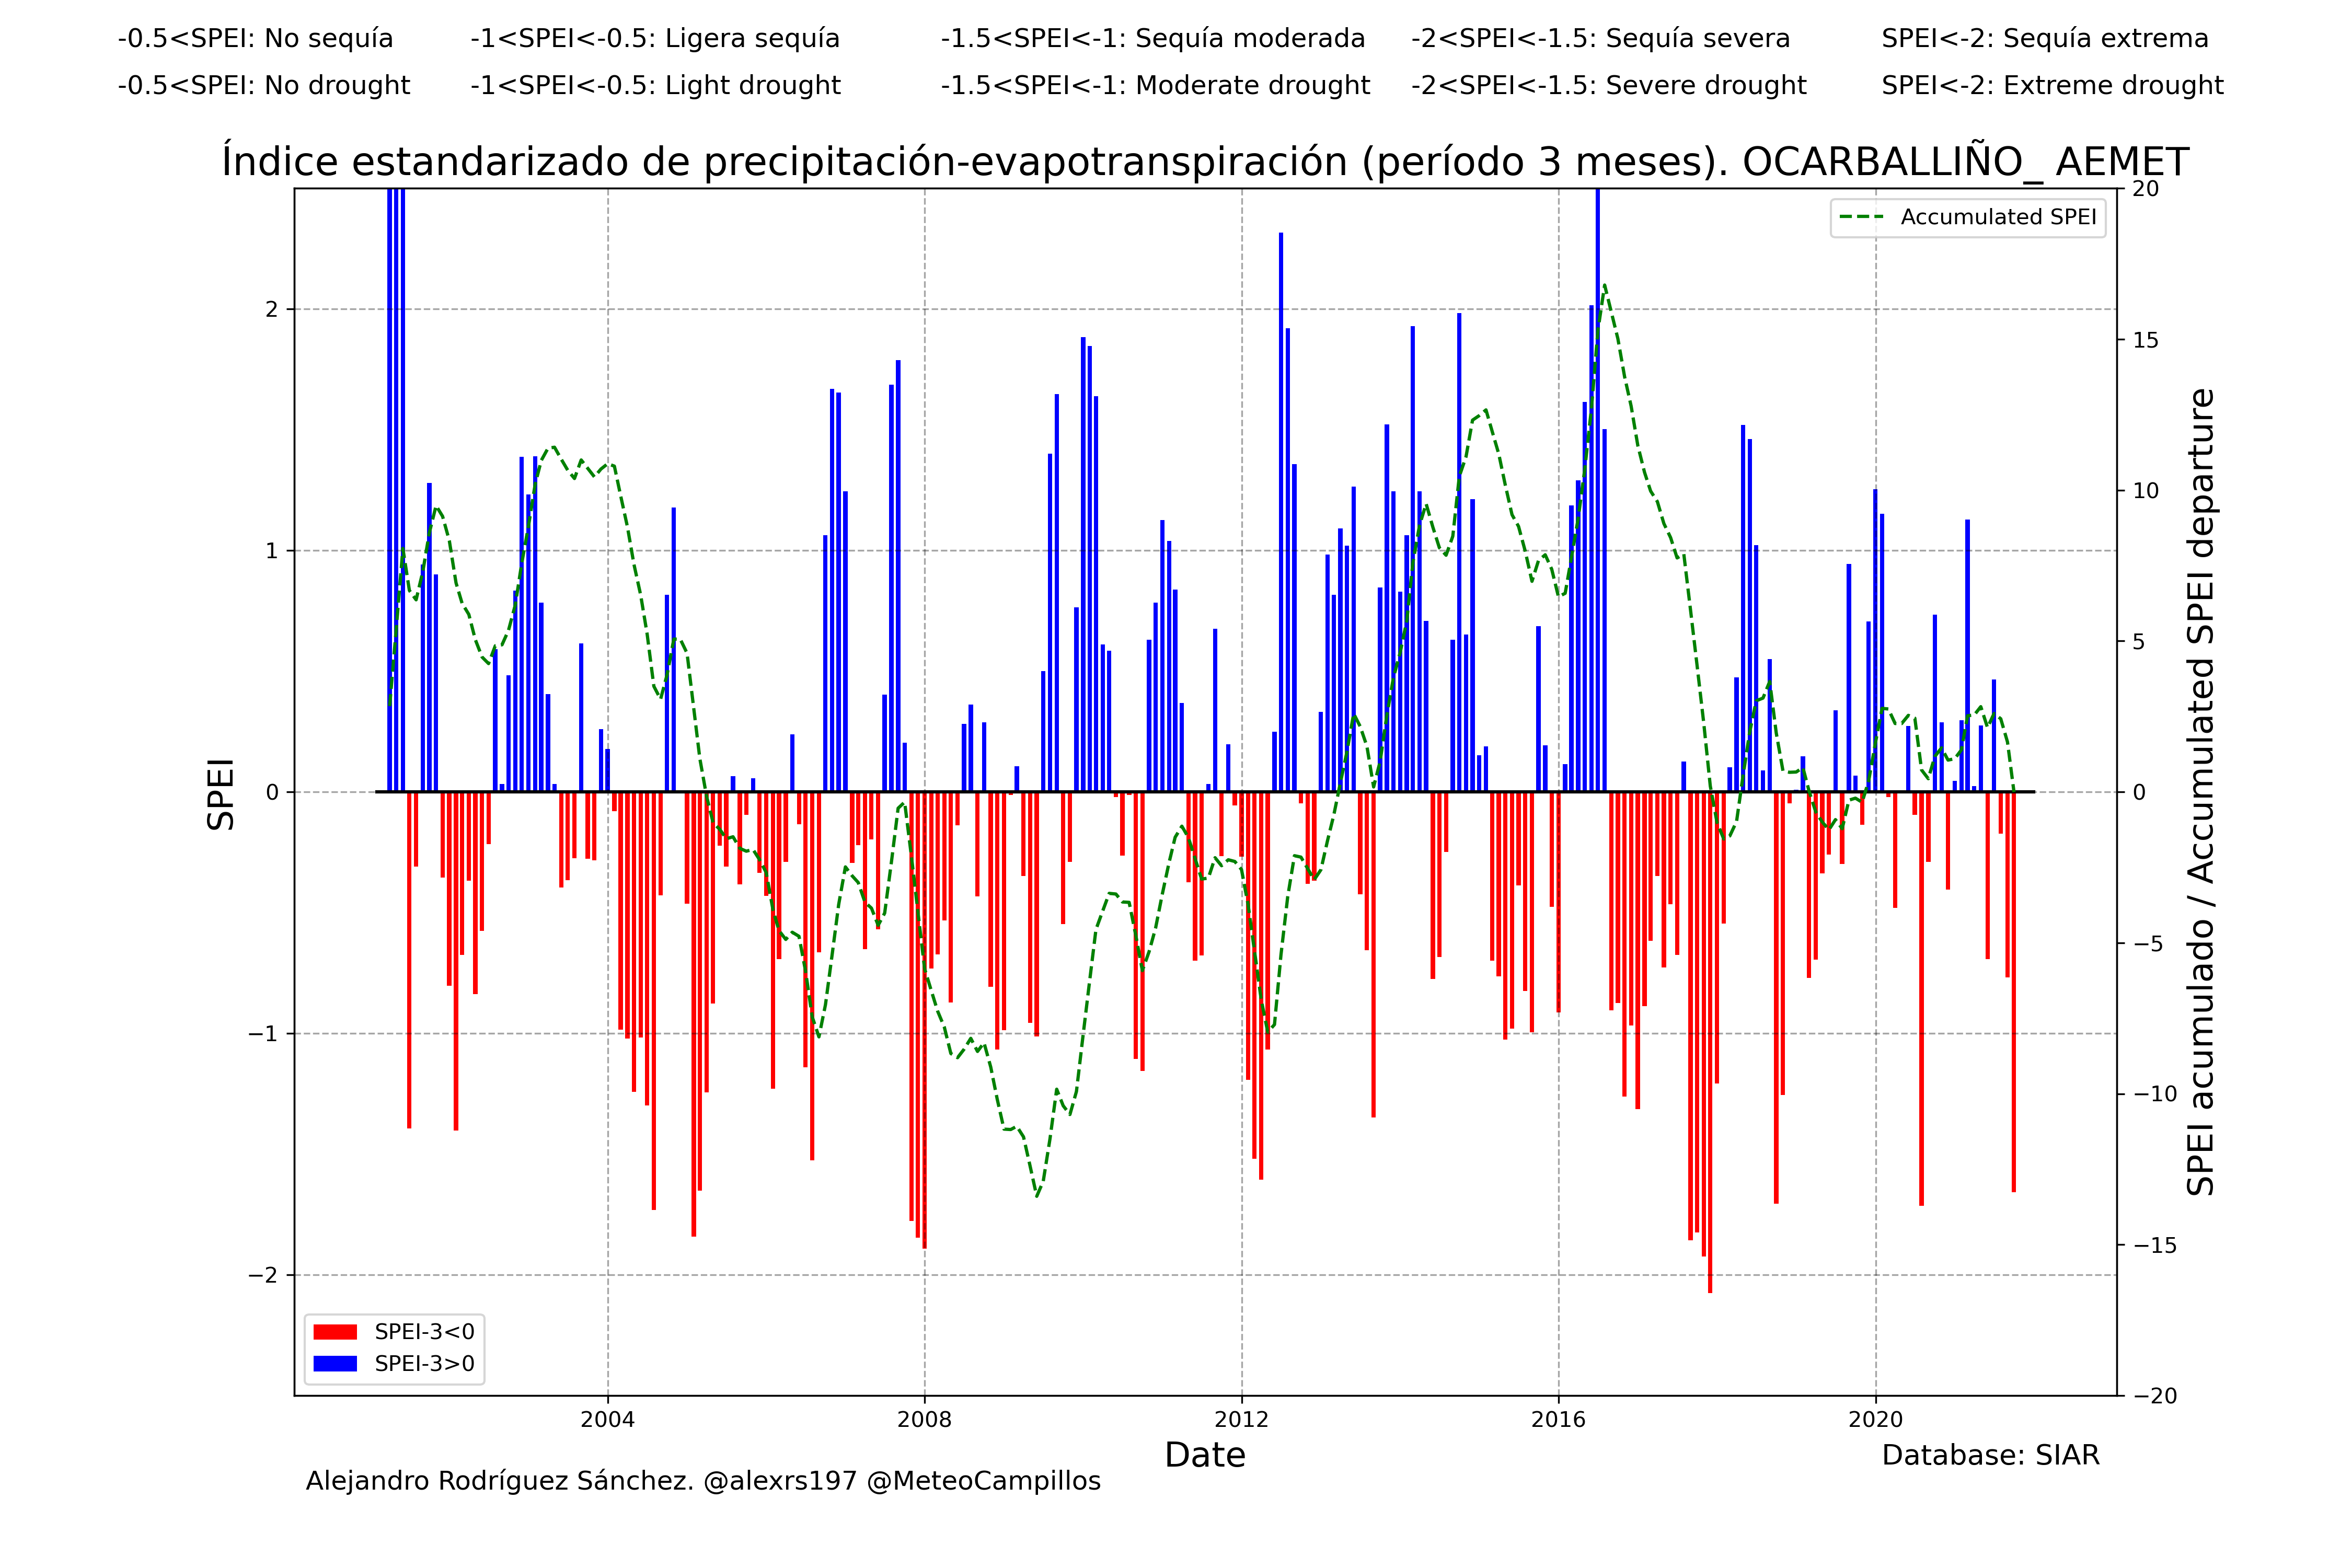 -0.5<SPEI: No sequía -1<SPEI<-0.5: Ligera sequía -1.5<SPEI<-1: Sequía moderada -2<SPEI<-1.5: Sequía severa SPEI<-2: Sequía extrema
-0.5<SPEI: No drought -1<SPEI<-0.5: Light drought -1.5<SPEI<-1: Moderate drought -2<SPEI<-1.5: Severe drought SPEI<-2: Extreme drought
Índice estandarizado de precipitación-evapotranspiración (período 3 meses). OCARBALLIÑO_ AEMET
Accumulated SPEI
SPEI
2
1
0
−1
−2
20
15
10
5
0
−5
−10
−15
−20
SPEI acumulado / Accumulated SPEI departure
SPEI-3<0
SPEI-3>0
2004 2008 2012 2016 2020
Date
Database: SIAR
Alejandro Rodríguez Sánchez. @alexrs197 @MeteoCampillos